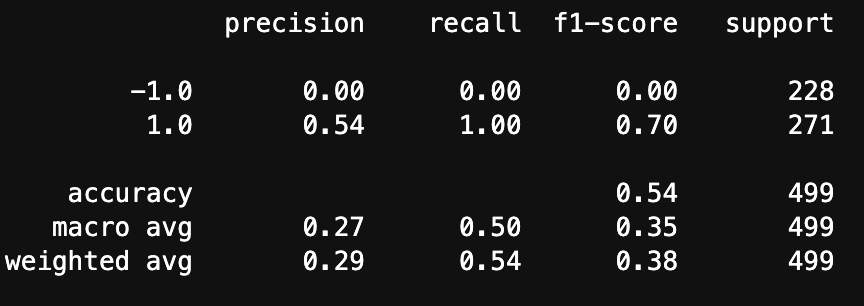 precision recall f1-score support
-1.0 0.00 0.00 0.00 228
1.0 0.54 1.00 0.70 271
accuracy 0.54 499
macro avg 0.27 0.50 0.35 499
weighted avg 0.29 0.54 0.38 499